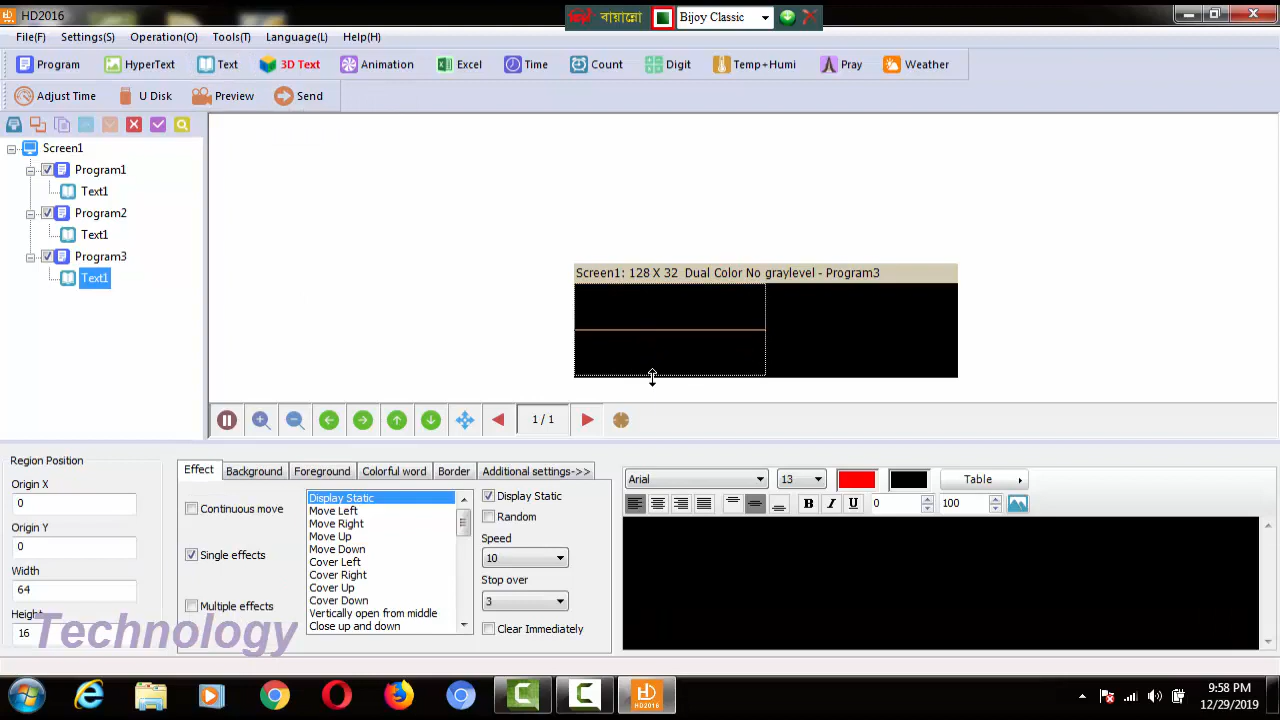 HD2016
বায়ান্নো
Bijoy Classic
File(F) Settings(S) Operation(O) Tools(T) Language(L) Help(H)
Program HyperText Text 3D Text Animation Excel Time Count Digit Temp+Humi Pray Weather
Adjust Time U Disk Preview Send
Screen1
Program1
Text1
Program2
Text1
Program3
Text1
Screen1: 128 X 32 Dual Color No graylevel - Program3
1 / 1
Region Position
Origin X
0
Origin Y
0
Width
64
Height
16
Technology
Effect Background Foreground Colorful word Border Additional settings->>
Continuous move
Single effects
Multiple effects
Display Static
Move Left
Move Right
Move Up
Move Down
Cover Left
Cover Right
Cover Up
Cover Down
Vertically open from middle
Close up and down
Display Static
Random
Speed
10
Stop over
3
Clear Immediately
Arial 13 Table
B I U 0 100
HD2016
9:58 PM
12/29/2019